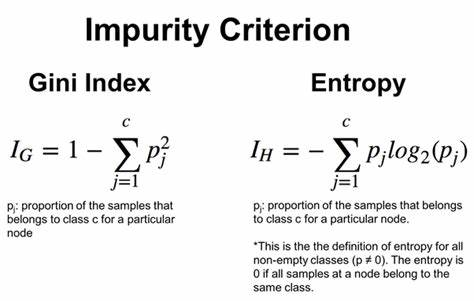 Impurity Criterion
Gini Index
I_G = 1 − \sum_{j=1}^{c} p_j^2
p_j: proportion of the samples that
belongs to class c for a particular
node
Entropy
I_H = − \sum_{j=1}^{c} p_j log_2(p_j)
p_j: proportion of the samples that belongs
to class c for a particular node.
*This is the the definition of entropy for all
non-empty classes (p ≠ 0). The entropy is
0 if all samples at a node belong to the
same class.